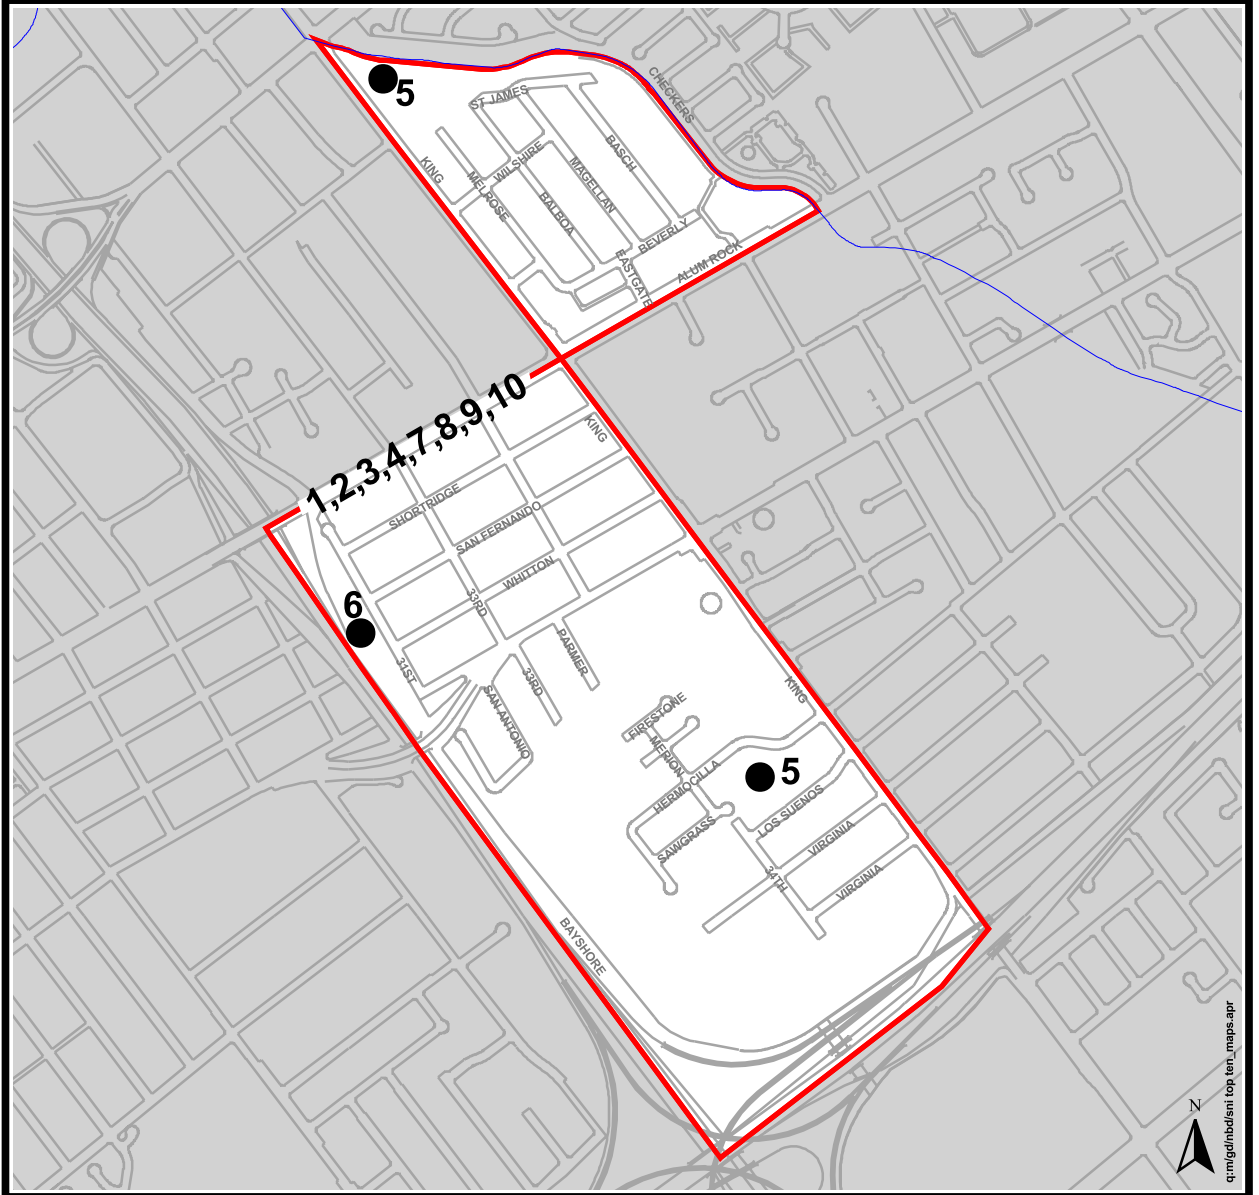 5
CHECKERS
ST JAMES
BASCH
WILSHIRE
KING
MAGELLAN
MELROSE
BALBOA
BEVERLY
ALUM ROCK
EASTGATE
1,2,3,4,7,8,9,10
KING
SHORTRIDGE
SAN FERNANDO
WHITTON
33RD
6
31ST
PARMER
33RD
SAN ANTONIO
KING
FIRESTONE
MERION
HERMOCILLA
5
LOS SUENOS
SAWGRASS
VIRGINIA
34TH
VIRGINIA
BAYSHORE
N
q:m/gd/nbd/sni top ten_maps.apr